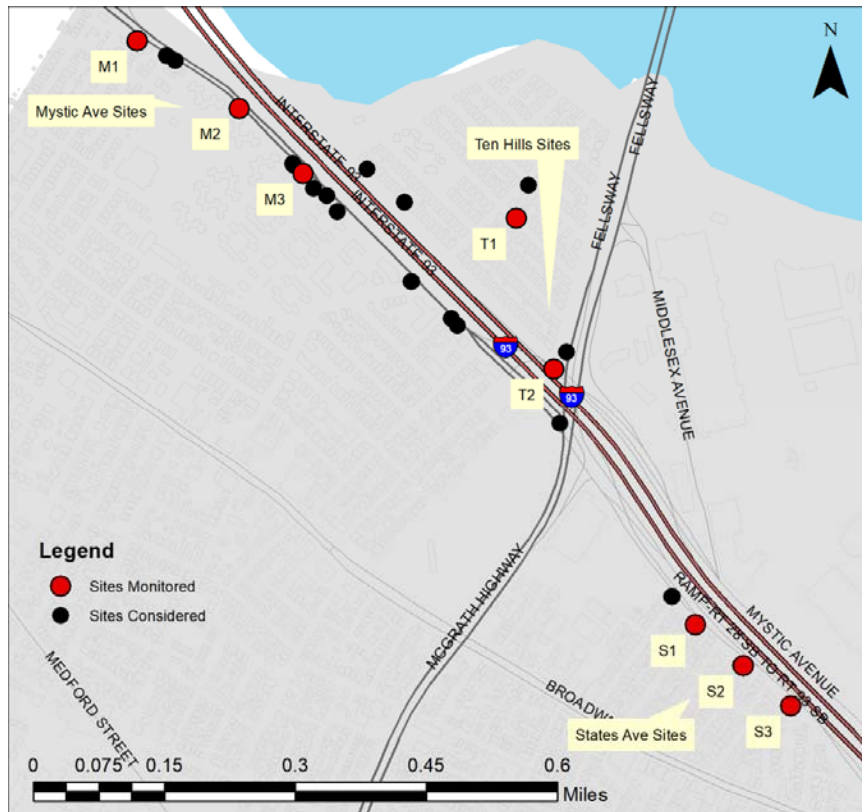 N
M1
Mystic Ave Sites
M2
INTERSTATE 93
M3
INTERSTATE 93
Ten Hills Sites
FELLSWAY
FELLSWAY
T1
MIDDLESEX AVENUE
93
93
T2
MCGRATH HIGHWAY
Legend
Sites Monitored
Sites Considered
MEDFORD STREET
RAMP-RT 28 SB TO RT 93 SB
MYSTIC AVENUE
S1
S2
S3
BROADWA
States Ave Sites
0 0.075 0.15 0.3 0.45 0.6
Miles